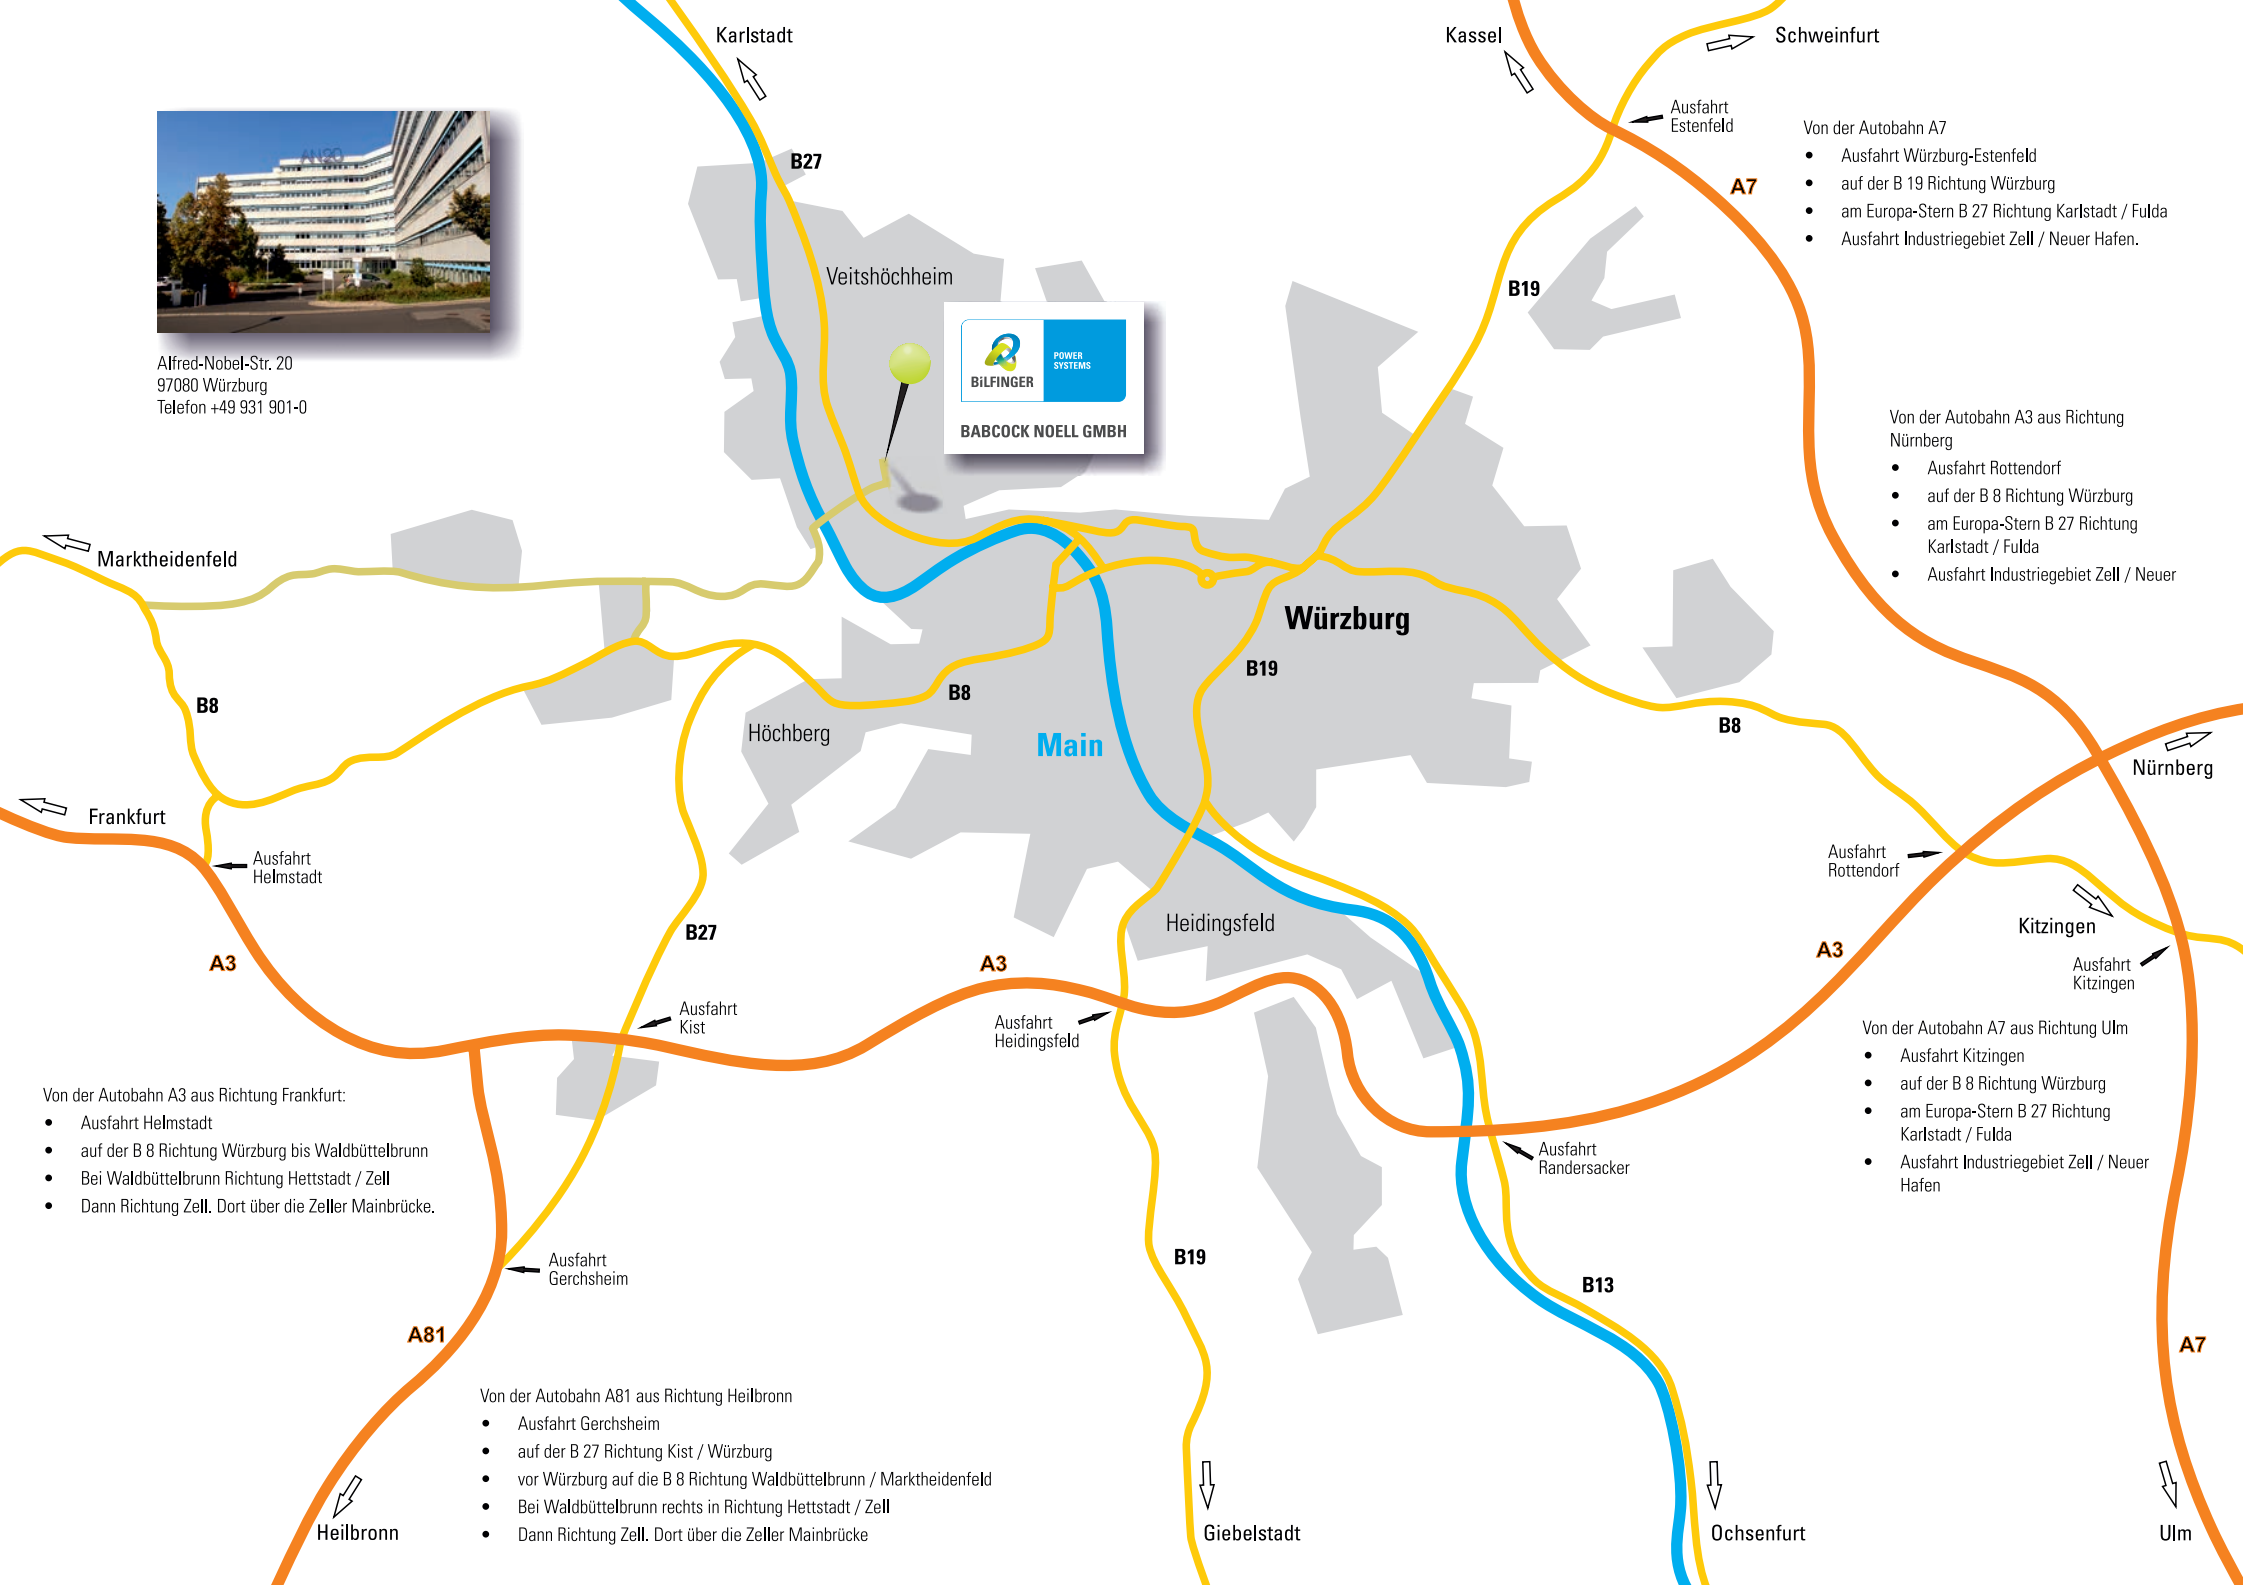 Karlstadt
Kassel
Schweinfurt
Ausfahrt
Estenfeld
Von der Autobahn A7
• Ausfahrt Würzburg-Estenfeld
• auf der B 19 Richtung Würzburg
• am Europa-Stern B 27 Richtung Karlstadt / Fulda
• Ausfahrt Industriegebiet Zell / Neuer Hafen.
AN20
B27
A7
Veitshöchheim
B19
BiLFINGER
POWER
SYSTEMS
BABCOCK NOELL GMBH
Alfred-Nobel-Str. 20
97080 Würzburg
Telefon +49 931 901-0
Von der Autobahn A3 aus Richtung
Nürnberg
• Ausfahrt Rottendorf
• auf der B 8 Richtung Würzburg
• am Europa-Stern B 27 Richtung
Karlstadt / Fulda
• Ausfahrt Industriegebiet Zell / Neuer
Marktheidenfeld
Würzburg
B19
B8
B8
B8
Höchberg
Main
Nürnberg
Frankfurt
Ausfahrt
Helmstadt
Ausfahrt
Rottendorf
Heidingsfeld
Kitzingen
B27
A3
A3
A3
Ausfahrt
Kitzingen
Ausfahrt
Kist
Ausfahrt
Heidingsfeld
Von der Autobahn A7 aus Richtung Ulm
• Ausfahrt Kitzingen
• auf der B 8 Richtung Würzburg
• am Europa-Stern B 27 Richtung
Karlstadt / Fulda
• Ausfahrt Industriegebiet Zell / Neuer
Hafen
Von der Autobahn A3 aus Richtung Frankfurt:
• Ausfahrt Helmstadt
• auf der B 8 Richtung Würzburg bis Waldbüttelbrunn
• Bei Waldbüttelbrunn Richtung Hettstadt / Zell
• Dann Richtung Zell. Dort über die Zeller Mainbrücke.
Ausfahrt
Randersacker
Ausfahrt
Gerchsheim
B19
B13
A81
A7
Von der Autobahn A81 aus Richtung Heilbronn
• Ausfahrt Gerchsheim
• auf der B 27 Richtung Kist / Würzburg
• vor Würzburg auf die B 8 Richtung Waldbüttelbrunn / Marktheidenfeld
• Bei Waldbüttelbrunn rechts in Richtung Hettstadt / Zell
• Dann Richtung Zell. Dort über die Zeller Mainbrücke
Heilbronn
Giebelstadt
Ochsenfurt
Ulm